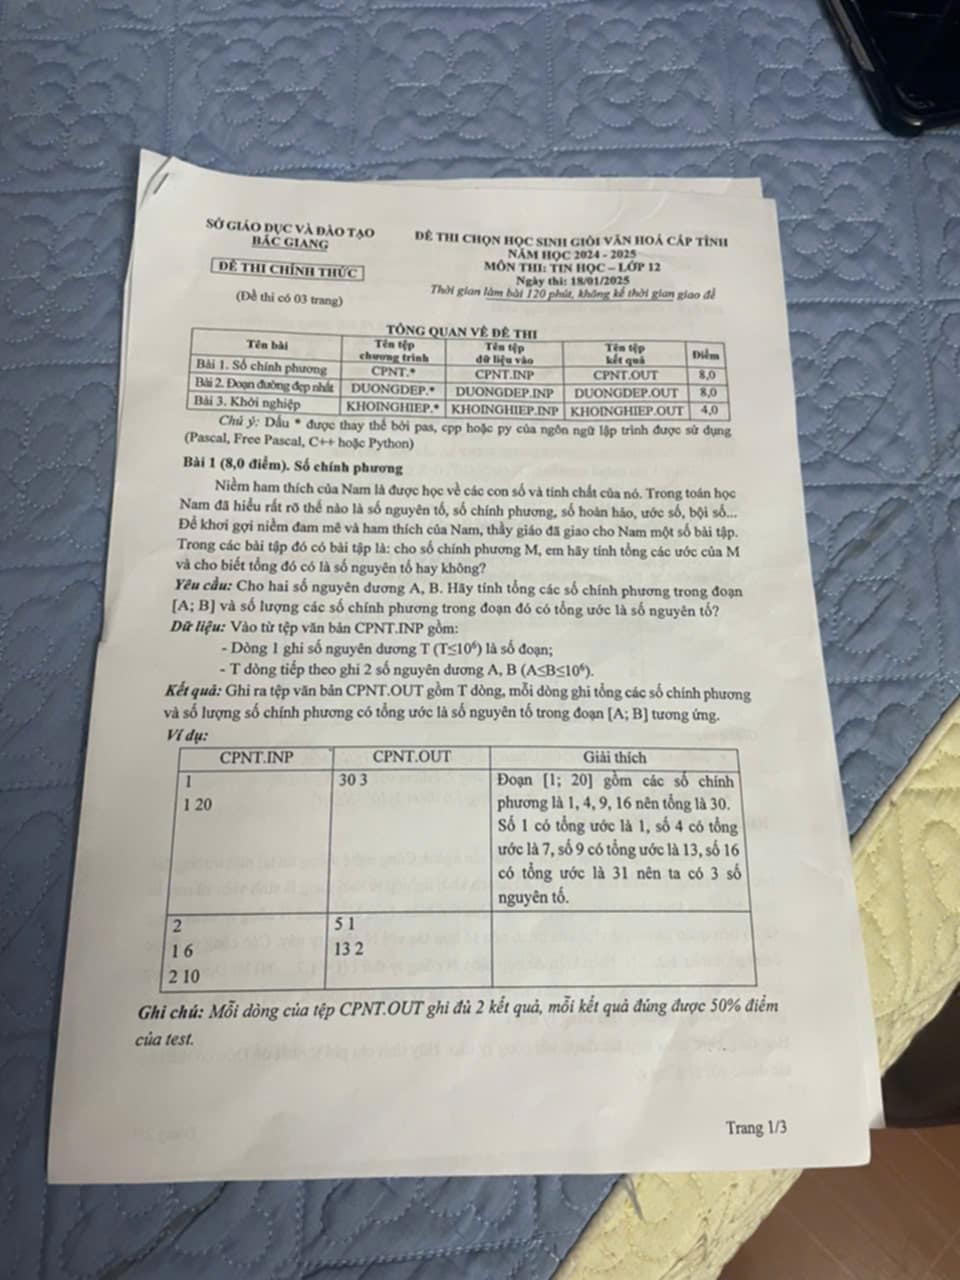 SỞ GIÁO DỤC VÀ ĐÀO TẠO
BẮC GIANG
ĐỀ THI CHÍNH THỨC
(Đề thi có 03 trang)
ĐỀ THI CHỌN HỌC SINH GIỎI VĂN HOÁ CẤP TỈNH
NĂM HỌC 2024 - 2025
MÔN THI: TIN HỌC – LỚP 12
Ngày thi: 18/01/2025
Thời gian làm bài 120 phút, không kể thời gian giao đề
TỔNG QUAN VỀ ĐỀ THI
Tên bài Tên tệp chương trình Tên tệp dữ liệu vào Tên tệp kết quả Điểm
Bài 1. Số chính phương CPNT.* CPNT.INP CPNT.OUT 8,0
Bài 2. Đoạn đường đẹp nhất DUONGDEP.* DUONGDEP.INP DUONGDEP.OUT 8,0
Bài 3. Khởi nghiệp KHOINGHIEP.* KHOINGHIEP.INP KHOINGHIEP.OUT 4,0
Chú ý: Dấu * được thay thế bởi pas, cpp hoặc py của ngôn ngữ lập trình được sử dụng
(Pascal, Free Pascal, C++ hoặc Python)
Bài 1 (8,0 điểm). Số chính phương
Niềm ham thích của Nam là được học về các con số và tính chất của nó. Trong toán học
Nam đã hiểu rất rõ thế nào là số nguyên tố, số chính phương, số hoàn hảo, ước số, bội số...
Để khơi gợi niềm đam mê và ham thích của Nam, thầy giáo đã giao cho Nam một số bài tập.
Trong các bài tập đó có bài tập là: cho số chính phương M, em hãy tính tổng các ước của M
và cho biết tổng đó có là số nguyên tố hay không?
Yêu cầu: Cho hai số nguyên dương A, B. Hãy tính tổng các số chính phương trong đoạn
[A; B] và số lượng các số chính phương trong đoạn đó có tổng ước là số nguyên tố?
Dữ liệu: Vào từ tệp văn bản CPNT.INP gồm:
- Dòng 1 ghi số nguyên dương T (T≤10⁶) là số đoạn;
- T dòng tiếp theo ghi 2 số nguyên dương A, B (A≤B≤10⁶).
Kết quả: Ghi ra tệp văn bản CPNT.OUT gồm T dòng, mỗi dòng ghi tổng các số chính phương
và số lượng số chính phương có tổng ước là số nguyên tố trong đoạn [A; B] tương ứng.
Ví dụ:
CPNT.INP CPNT.OUT Giải thích
1 30 3 Đoạn [1; 20] gồm các số chính
1 20 phương là 1, 4, 9, 16 nên tổng là 30.
Số 1 có tổng ước là 1, số 4 có tổng
ước là 7, số 9 có tổng ước là 13, số 16
có tổng ước là 31 nên ta có 3 số
nguyên tố.
2 5 1
1 6 13 2
2 10
Ghi chú: Mỗi dòng của tệp CPNT.OUT ghi đủ 2 kết quả, mỗi kết quả đúng được 50% điểm
của test.
Trang 1/3